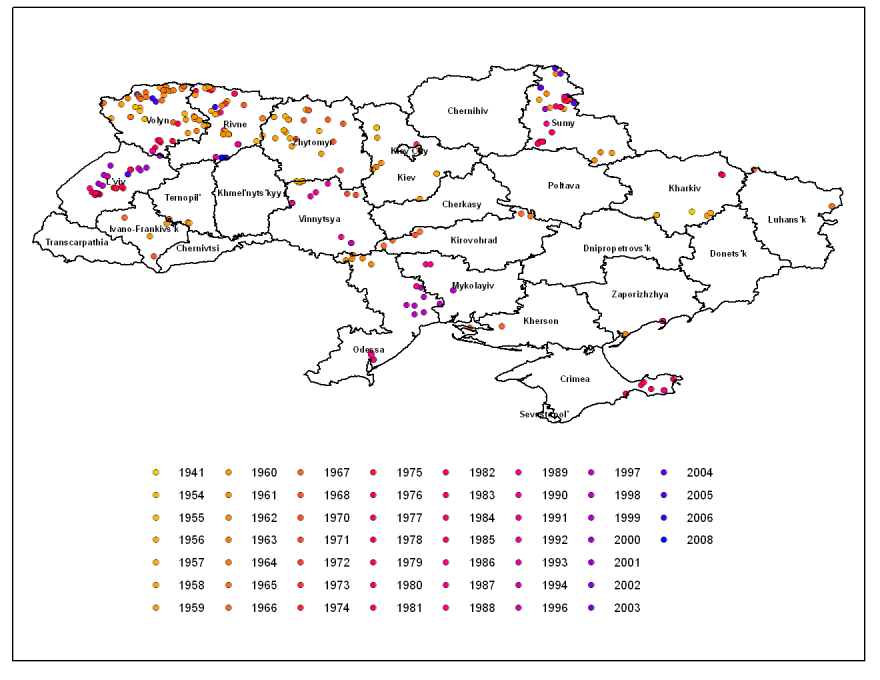 Chernihiv
Volyn
Rivne
Sumy
Zhytomyr
Kiev City
L'viv
Kiev
Khmel'nyts'kyy
Ternopil'
Poltava
Kharkiv
Cherkasy
Vinnytsya
Luhans'k
Ivano-Frankivs'k
Transcarpathia
Chernivtsi
Kirovohrad
Dnipropetrovs'k
Donets'k
Mykolayiv
Zaporizhzhya
Kherson
Odessa
Crimea
Sevastopol'
1941 1960 1967 1975 1982 1989 1997 2004
1954 1961 1968 1976 1983 1990 1998 2005
1955 1962 1970 1977 1984 1991 1999 2006
1956 1963 1971 1978 1985 1992 2000 2008
1957 1964 1972 1979 1986 1993 2001
1958 1965 1973 1980 1987 1994 2002
1959 1966 1974 1981 1988 1996 2003